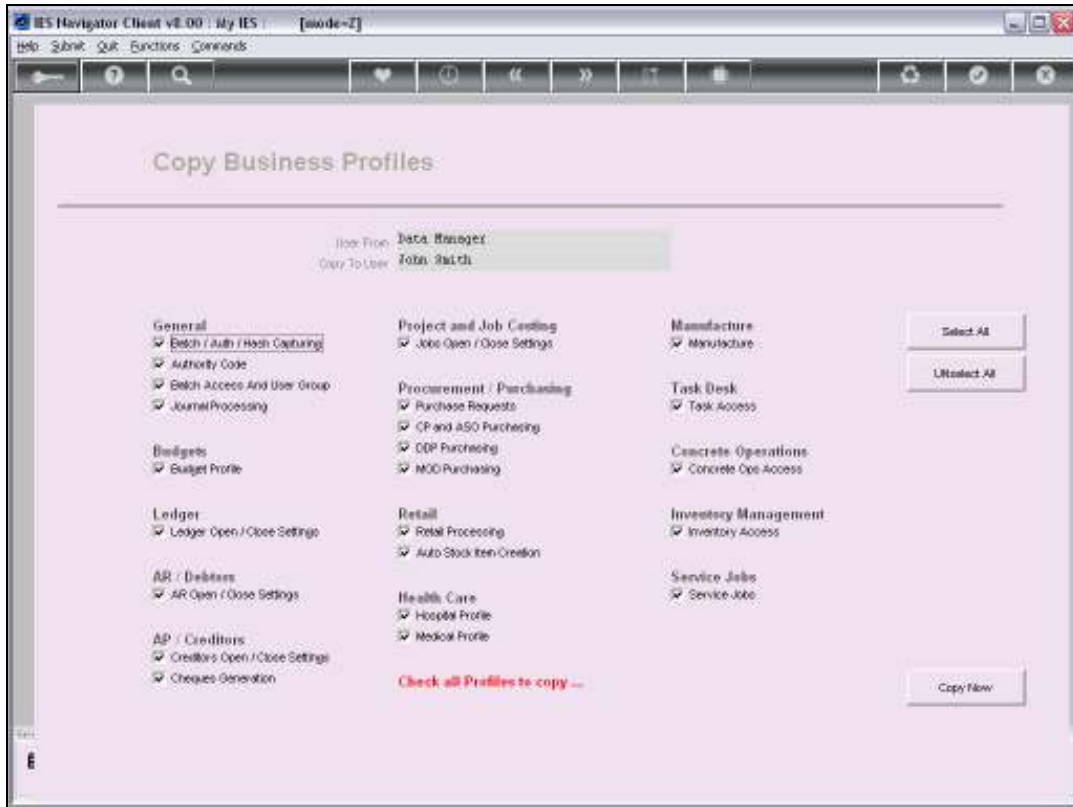 IES Navigator Client v8.00 : My IES : [mode=Z]
Help Submit Quit Functions Commands
Copy Business Profiles
User From Data Manager
Copy To User John Smith
General
Batch / Auth / Hash Capturing
Authority Code
Batch Access And User Group
Journal Processing
Budgets
Budget Profile
Ledger
Ledger Open / Close Settings
AR / Debtors
AR Open / Close Settings
AP / Creditors
Creditors Open / Close Settings
Cheques Generation
Project and Job Costing
Jobs Open / Close Settings
Procurement / Purchasing
Purchase Requests
CP and ASO Purchasing
DDP Purchasing
MOD Purchasing
Retail
Retail Processing
Auto Stock Item Creation
Health Care
Hospital Profile
Medical Profile
Check all Profiles to copy ...
Manufacture
Manufacture
Task Desk
Task Access
Concrete Operations
Concrete Ops Access
Inventory Management
Inventory Access
Service Jobs
Service Jobs
Select All
UNselect All
Copy Now